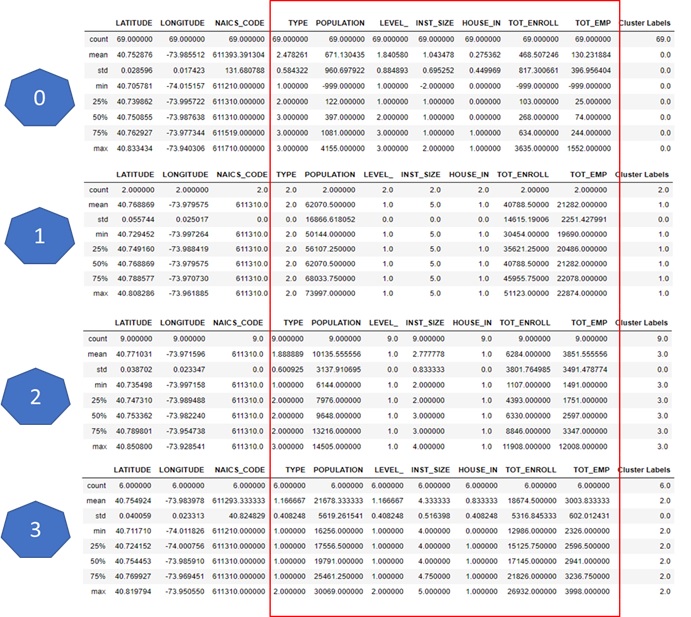 LATITUDE LONGITUDE NAICS_CODE TYPE POPULATION LEVEL_ INST_SIZE HOUSE_IN TOT_ENROLL TOT_EMP Cluster Labels
count 69.000000 69.000000 69.000000 69.000000 69.000000 69.000000 69.000000 69.000000 69.000000 69.000000 69.0
mean 40.752876 -73.985512 611393.391304 2.478261 671.130435 1.840580 1.043478 0.275362 468.507246 130.231884 0.0
std 0.028596 0.017423 131.680788 0.584322 960.697922 0.884893 0.695252 0.449969 817.300661 396.956404 0.0
min 40.705781 -74.015157 611210.000000 1.000000 -999.000000 1.000000 -2.000000 0.000000 -999.000000 -999.000000 0.0
0
25% 40.739862 -73.995722 611310.000000 2.000000 122.000000 1.000000 1.000000 0.000000 103.000000 25.000000 0.0
50% 40.750855 -73.987638 611310.000000 3.000000 397.000000 2.000000 1.000000 0.000000 268.000000 74.000000 0.0
75% 40.762927 -73.977344 611519.000000 3.000000 1081.000000 3.000000 2.000000 1.000000 634.000000 244.000000 0.0
max 40.833434 -73.940306 611710.000000 3.000000 4155.000000 3.000000 2.000000 1.000000 3635.000000 1552.000000 0.0
LATITUDE LONGITUDE NAICS_CODE TYPE POPULATION LEVEL_ INST_SIZE HOUSE_IN TOT_ENROLL TOT_EMP Cluster Labels
count 2.000000 2.000000 2.0 2.0 2.000000 2.0 2.0 2.0 2.00000 2.000000 2.0
mean 40.768869 -73.979575 611310.0 2.0 62070.500000 1.0 5.0 1.0 40788.50000 21282.000000 1.0
std 0.055744 0.025017 0.0 0.0 16866.618052 0.0 0.0 0.0 14615.19006 2251.427991 0.0
min 40.729452 -73.997264 611310.0 2.0 50144.000000 1.0 5.0 1.0 30454.00000 19690.000000 1.0
1
25% 40.749160 -73.988419 611310.0 2.0 56107.250000 1.0 5.0 1.0 35621.25000 20486.000000 1.0
50% 40.768869 -73.979575 611310.0 2.0 62070.500000 1.0 5.0 1.0 40788.50000 21282.000000 1.0
75% 40.788577 -73.970730 611310.0 2.0 68033.750000 1.0 5.0 1.0 45955.75000 22078.000000 1.0
max 40.808286 -73.961885 611310.0 2.0 73997.000000 1.0 5.0 1.0 51123.00000 22874.000000 1.0
LATITUDE LONGITUDE NAICS_CODE TYPE POPULATION LEVEL_ INST_SIZE HOUSE_IN TOT_ENROLL TOT_EMP Cluster Labels
count 9.000000 9.000000 9.0 9.000000 9.000000 9.0 9.000000 9.0 9.000000 9.000000 9.0
mean 40.771031 -73.971596 611310.0 1.888889 10135.555556 1.0 2.777778 1.0 6284.000000 3851.555556 3.0
std 0.038702 0.023347 0.0 0.600925 3137.910695 0.0 0.833333 0.0 3801.764985 3491.478774 0.0
min 40.735498 -73.997158 611310.0 1.000000 6144.000000 1.0 2.000000 1.0 1107.000000 1491.000000 3.0
2
25% 40.747310 -73.989488 611310.0 2.000000 7976.000000 1.0 2.000000 1.0 4393.000000 1751.000000 3.0
50% 40.753362 -73.982240 611310.0 2.000000 9648.000000 1.0 3.000000 1.0 6330.000000 2597.000000 3.0
75% 40.789801 -73.954738 611310.0 2.000000 13216.000000 1.0 3.000000 1.0 8846.000000 3347.000000 3.0
max 40.850800 -73.928541 611310.0 3.000000 14505.000000 1.0 4.000000 1.0 11908.000000 12008.000000 3.0
LATITUDE LONGITUDE NAICS_CODE TYPE POPULATION LEVEL_ INST_SIZE HOUSE_IN TOT_ENROLL TOT_EMP Cluster Labels
count 6.000000 6.000000 6.000000 6.000000 6.000000 6.000000 6.000000 6.000000 6.000000 6.000000 6.0
mean 40.754924 -73.983978 611293.333333 1.166667 21678.333333 1.166667 4.333333 0.833333 18674.500000 3003.833333 2.0
std 0.040059 0.023313 40.824829 0.408248 5619.261541 0.408248 0.516398 0.408248 5316.845333 602.012431 0.0
min 40.711710 -74.011826 611210.000000 1.000000 16256.000000 1.000000 4.000000 0.000000 12986.000000 2326.000000 2.0
3
25% 40.724152 -74.000756 611310.000000 1.000000 17556.500000 1.000000 4.000000 1.000000 15125.750000 2596.500000 2.0
50% 40.754453 -73.985910 611310.000000 1.000000 19791.000000 1.000000 4.000000 1.000000 17145.000000 2941.000000 2.0
75% 40.769927 -73.969451 611310.000000 1.000000 25461.250000 1.000000 4.750000 1.000000 21826.000000 3236.750000 2.0
max 40.819794 -73.950550 611310.000000 2.000000 30069.000000 2.000000 5.000000 1.000000 26932.000000 3998.000000 2.0